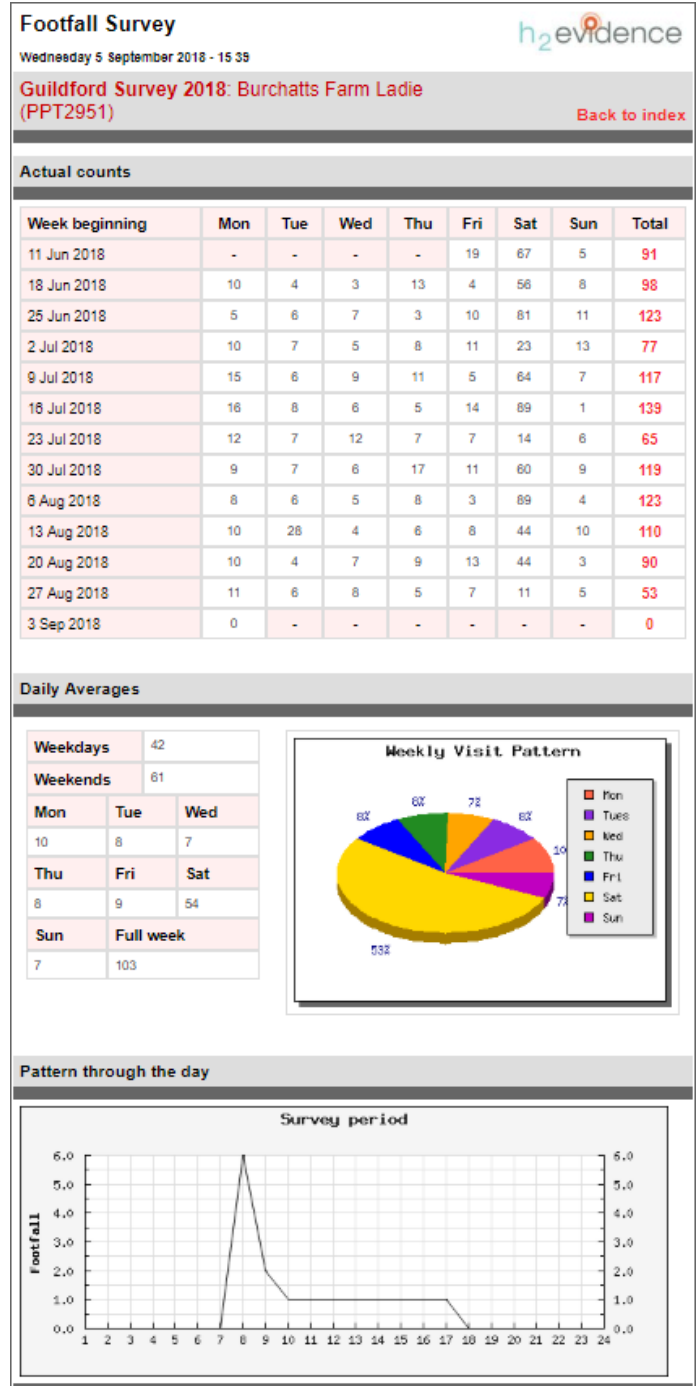 Footfall Survey
h2evidence
Wednesday 5 September 2018 - 15 39
Guildford Survey 2018: Burchatts Farm Ladie
(PPT2951)
Back to index
Actual counts
Week beginning Mon Tue Wed Thu Fri Sat Sun Total
11 Jun 2018 - - - - 19 67 5 91
18 Jun 2018 10 4 3 13 4 56 8 98
25 Jun 2018 5 6 7 3 10 81 11 123
2 Jul 2018 10 7 5 8 11 23 13 77
9 Jul 2018 15 6 9 11 5 64 7 117
16 Jul 2018 16 8 6 5 14 89 1 139
23 Jul 2018 12 7 12 7 7 14 6 65
30 Jul 2018 9 7 6 17 11 60 9 119
6 Aug 2018 8 6 5 8 3 89 4 123
13 Aug 2018 10 28 4 6 8 44 10 110
20 Aug 2018 10 4 7 9 13 44 3 90
27 Aug 2018 11 6 8 5 7 11 5 53
3 Sep 2018 0 - - - - - - 0
Daily Averages
Weekdays 42
Weekends 61
Mon Tue Wed
10 8 7
Thu Fri Sat
8 9 54
Sun Full week
7 103
Weekly Visit Pattern
8% 8% 7% 8% 10 7% 53%
Mon
Tues
Wed
Thu
Fri
Sat
Sun
Pattern through the day
Survey period
Footfall
6.0 6.0
5.0 5.0
4.0 4.0
3.0 3.0
2.0 2.0
1.0 1.0
0.0 0.0
1 2 3 4 5 6 7 8 9 10 11 12 13 14 15 16 17 18 19 20 21 22 23 24